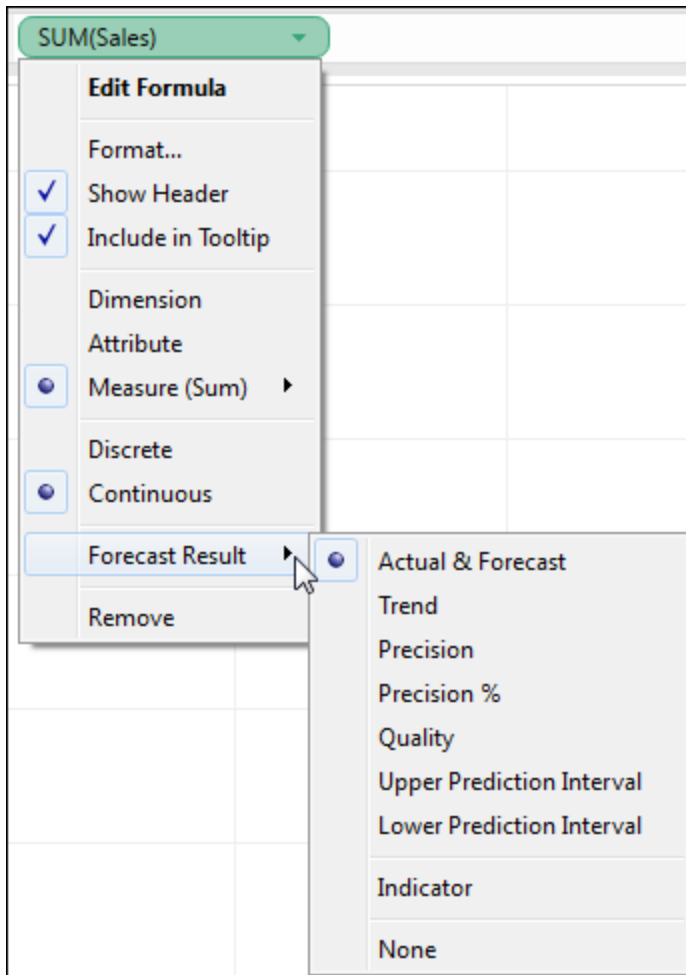 SUM(Sales)
Edit Formula
Format...
Show Header
Include in Tooltip
Dimension
Attribute
Measure (Sum)
Discrete
Continuous
Forecast Result
Remove
Actual & Forecast
Trend
Precision
Precision %
Quality
Upper Prediction Interval
Lower Prediction Interval
Indicator
None